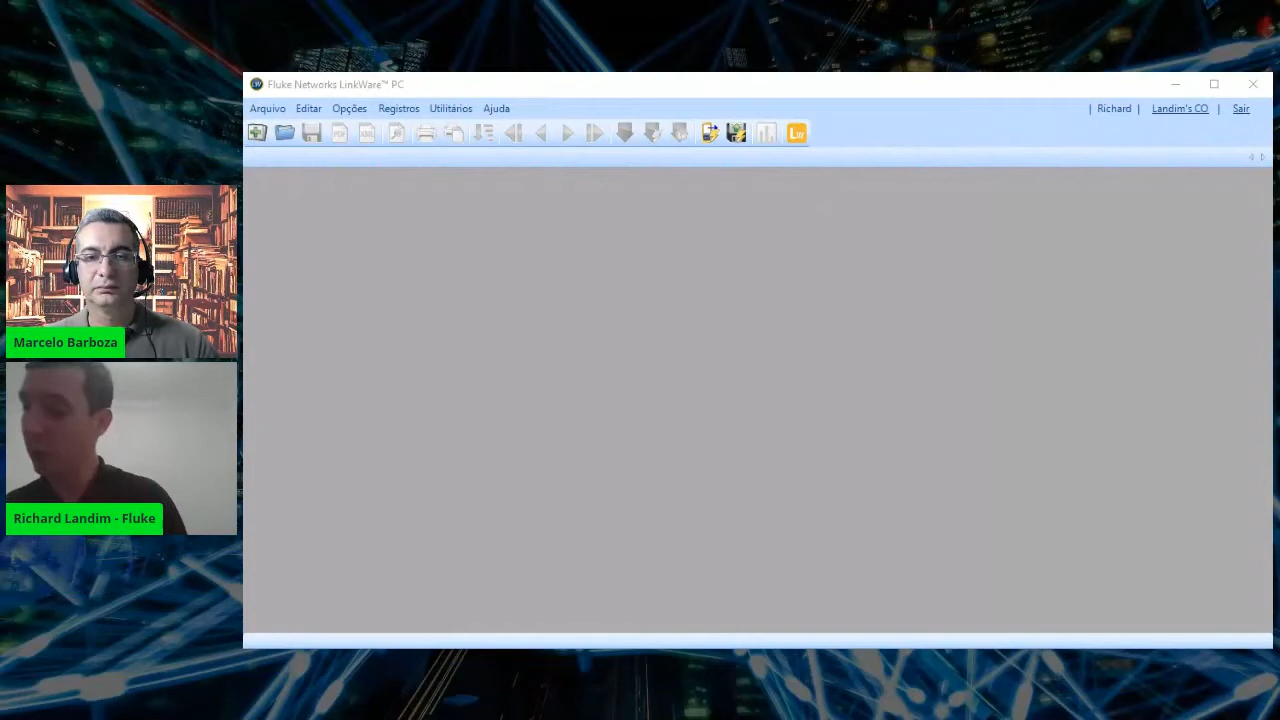 Fluke Networks LinkWare™ PC
Arquivo Editar Opções Registros Utilitários Ajuda | Richard | Landim's CO | Sair
Marcelo Barboza
Richard Landim - Fluke